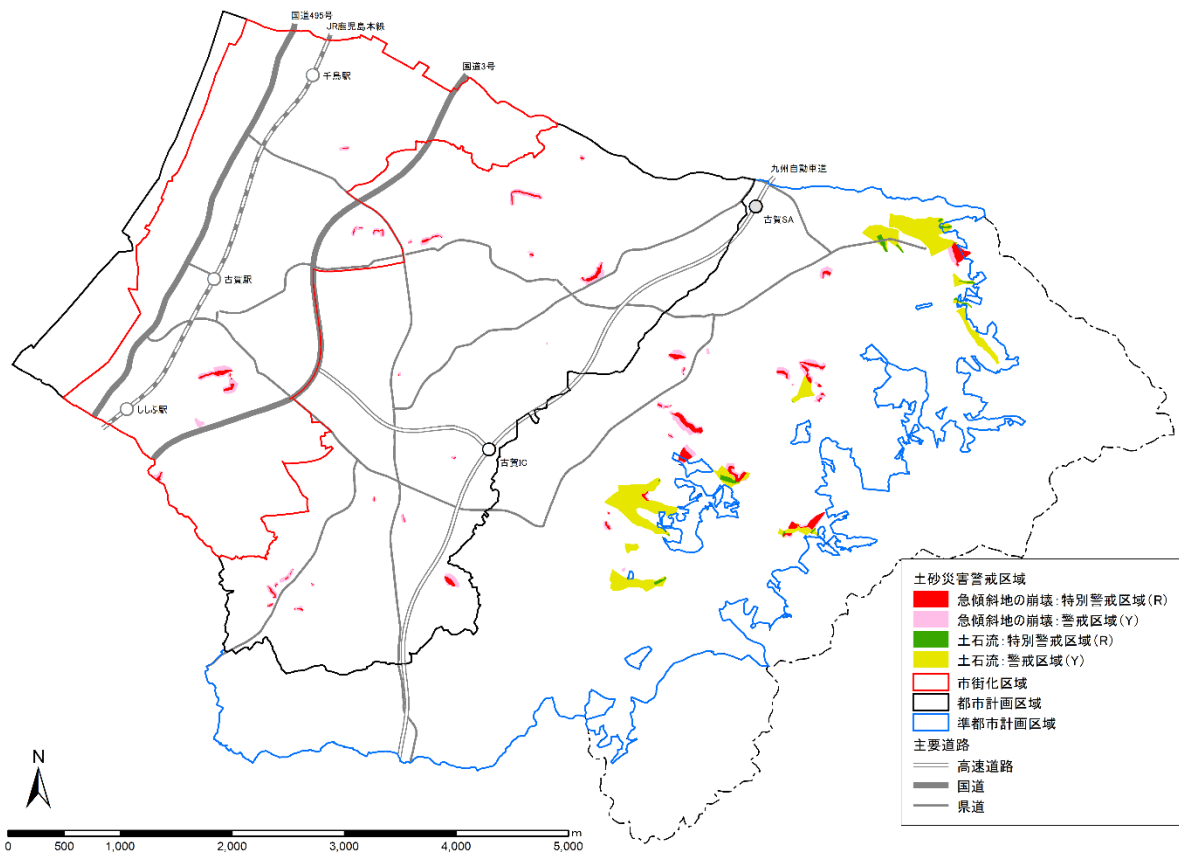 国道495号
JR鹿児島本線
国道3号
千鳥駅
九州自動車道
古賀SA
古賀駅
ししぶ駅
古賀IC
土砂災害警戒区域
急傾斜地の崩壊:特別警戒区域(R)
急傾斜地の崩壊:警戒区域(Y)
土石流:特別警戒区域(R)
土石流:警戒区域(Y)
市街化区域
都市計画区域
準都市計画区域
主要道路
高速道路
国道
県道
N
0 500 1,000 2,000 3,000 4,000 5,000 m